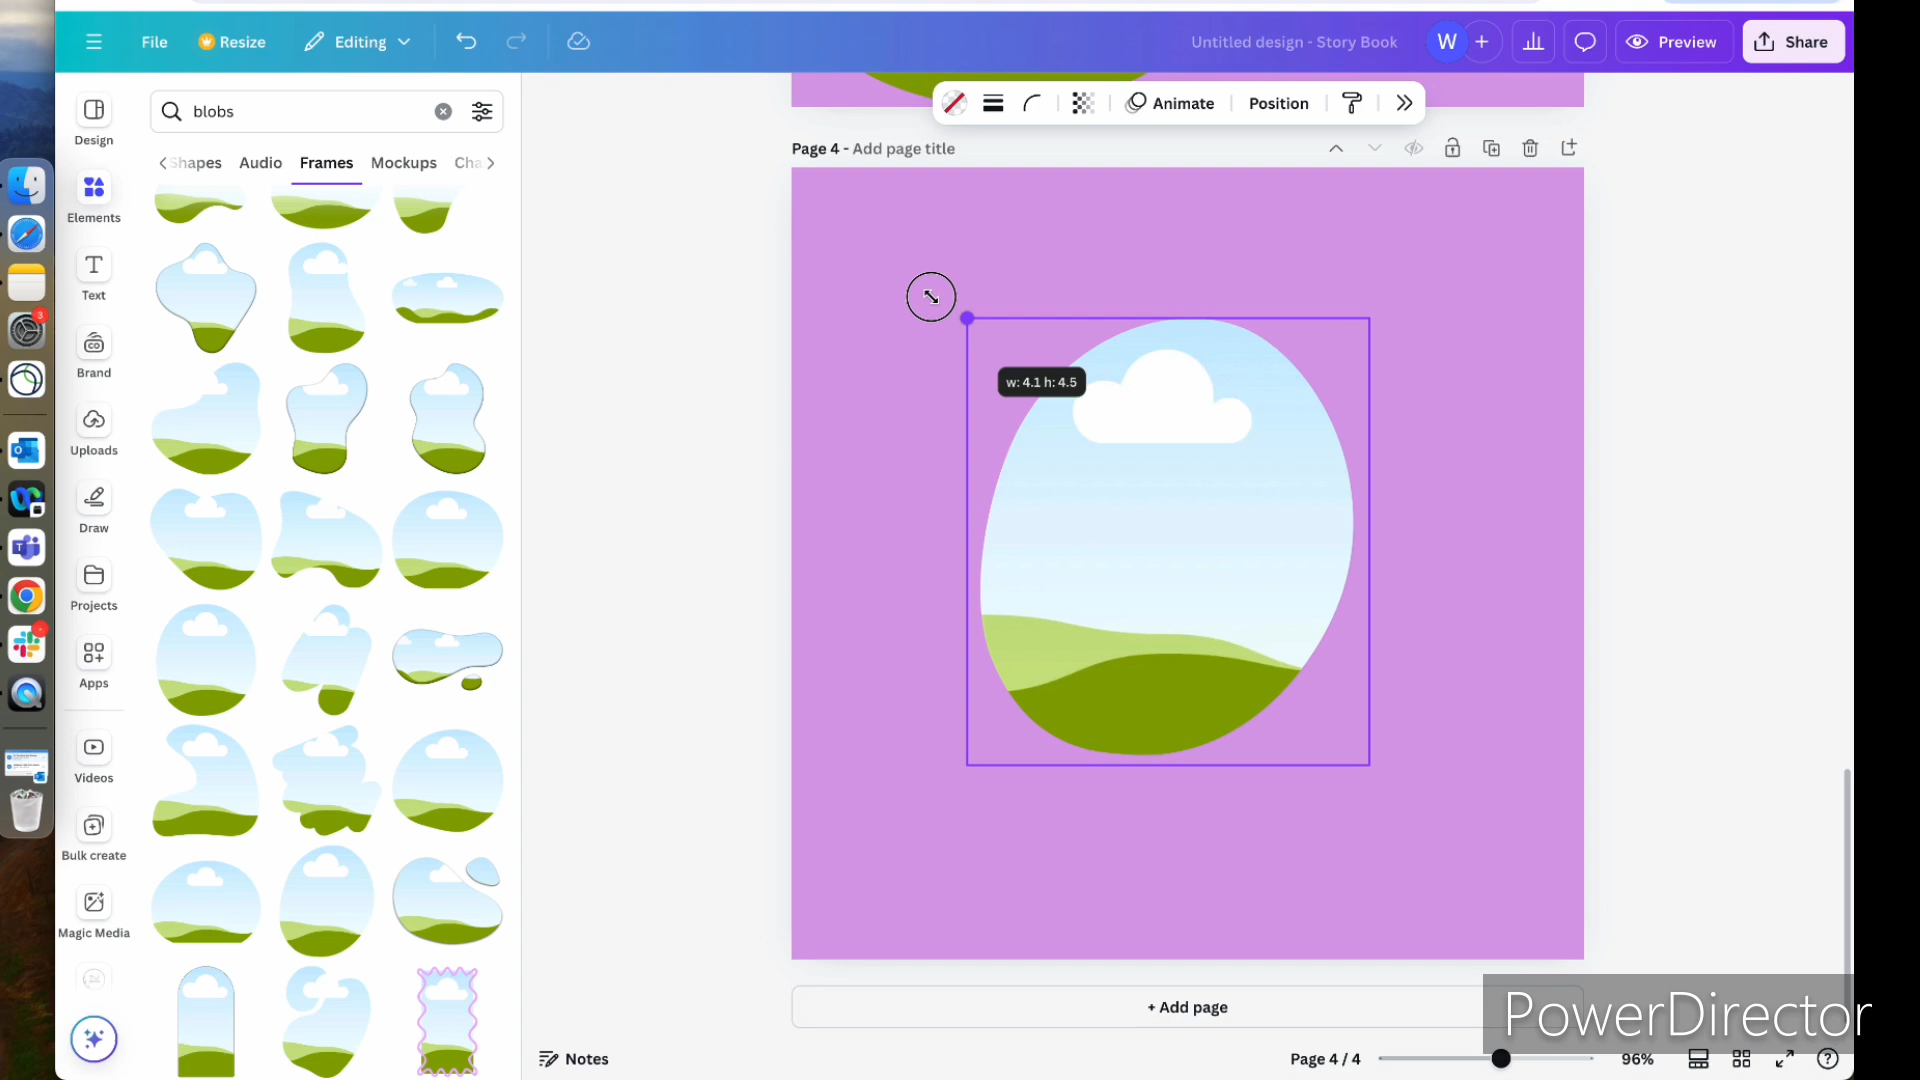 File
Resize
Editing
Untitled design - Story Book
W
+
Preview
Share
Design
Elements
Text
Brand
Uploads
Draw
Projects
Apps
Videos
Bulk create
Magic Media
blobs
Shapes
Audio
Frames
Mockups
Cha
Animate
Position
Page 4 - Add page title
w: 4.1 h: 4.5
+ Add page
PowerDirector
Notes
Page 4 / 4
96%
3